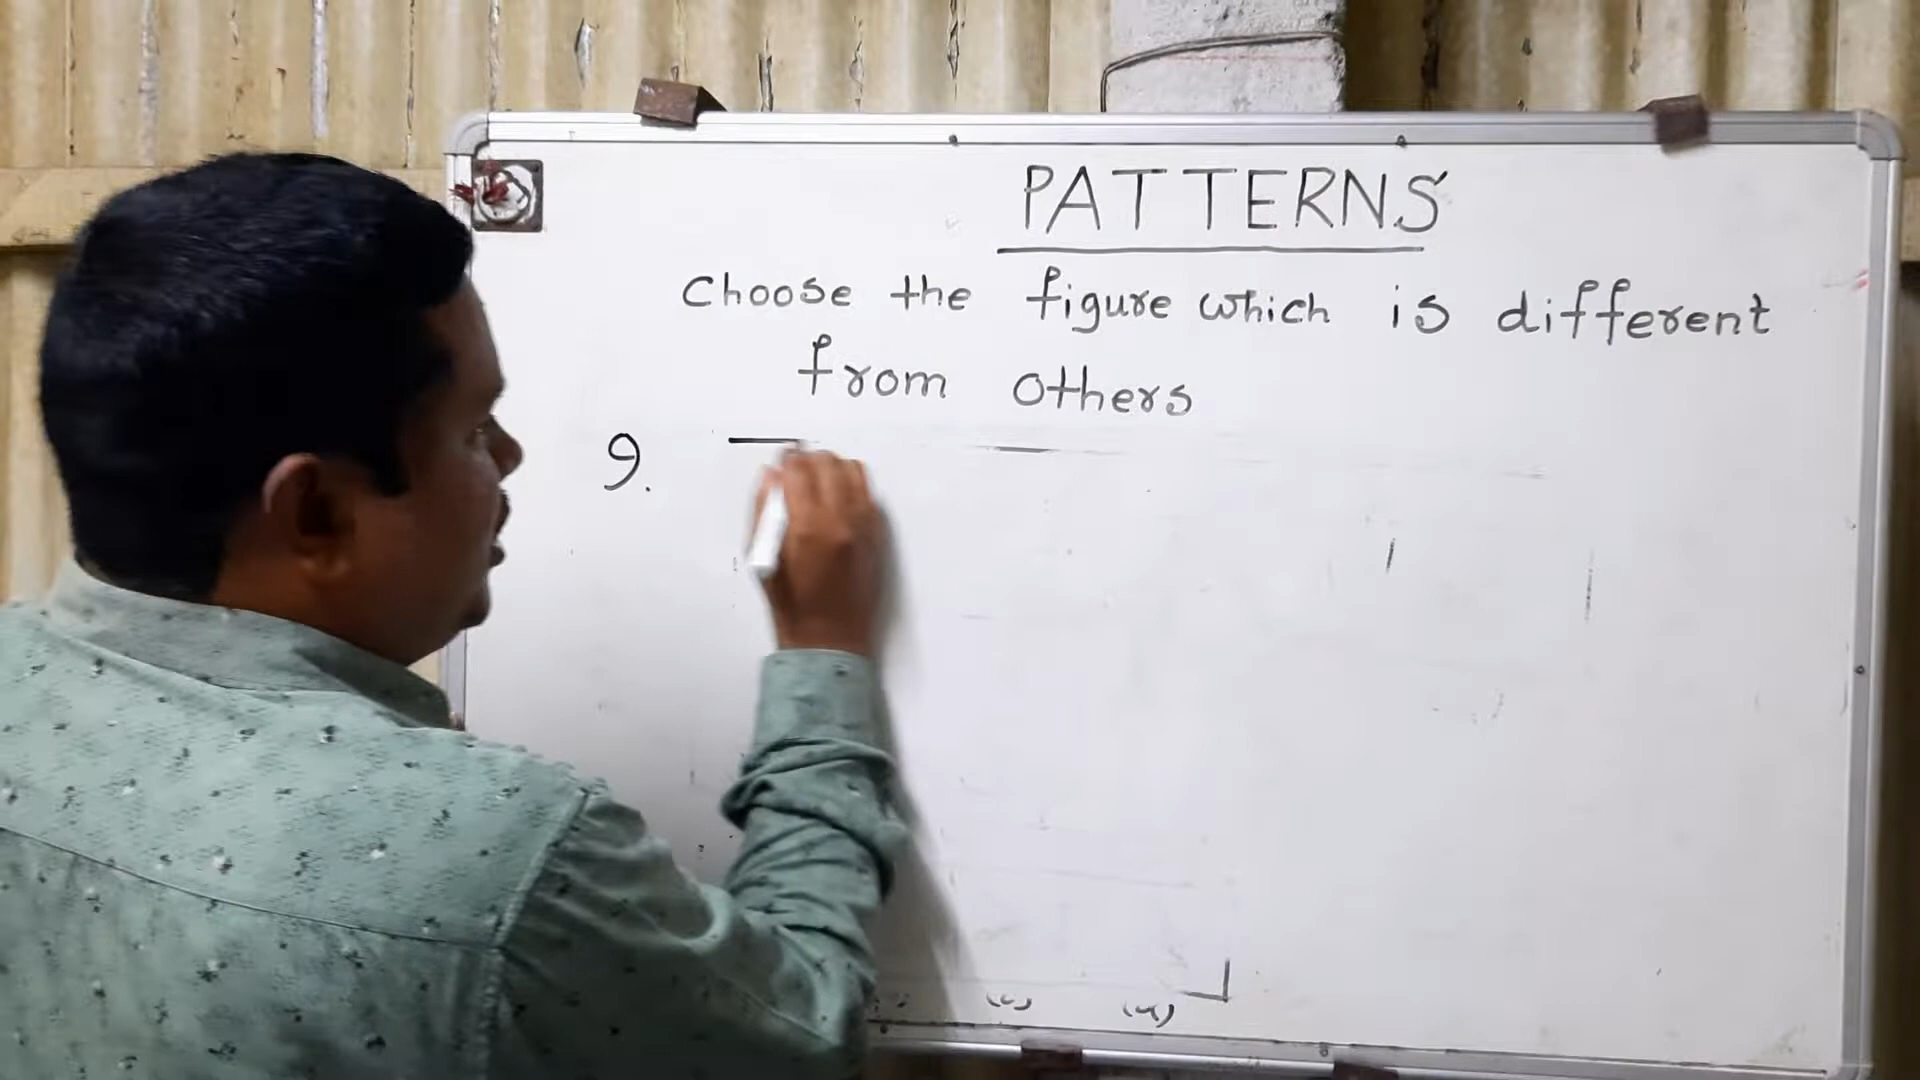 PATTERNS
Choose the figure which is different
from others
9.
(c) (d)